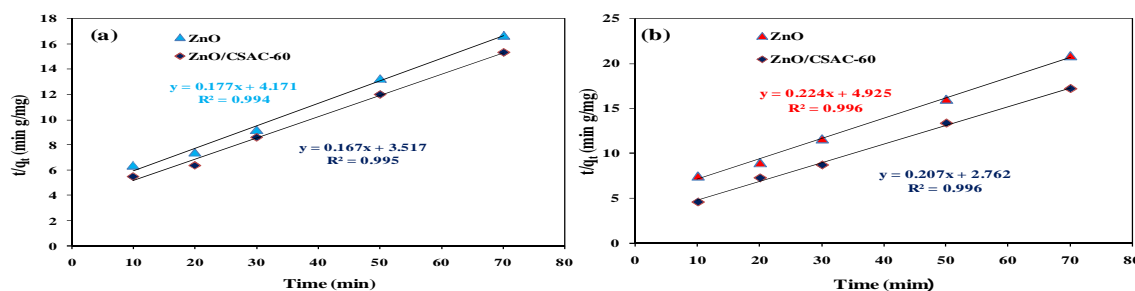 (a)
ZnO
ZnO/CSAC-60
y = 0.177x + 4.171
R² = 0.994
y = 0.167x + 3.517
R² = 0.995
t/qt (min g/mg)
18
16
14
12
10
8
6
4
2
0
0 10 20 30 40 50 60 70 80
Time (min)
(b)
ZnO
ZnO/CSAC-60
y = 0.224x + 4.925
R² = 0.996
y = 0.207x + 2.762
R² = 0.996
t/qt (min g/mg)
25
20
15
10
5
0
0 10 20 30 40 50 60 70 80
Time (mim)